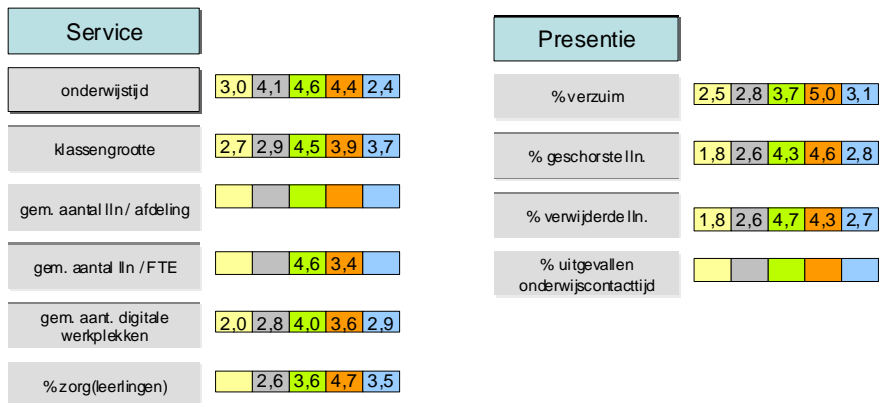 Service
onderwijstijd
3,0 4,1 4,6 4,4 2,4
klassengrootte
2,7 2,9 4,5 3,9 3,7
gem. aantal lln / afdeling
gem. aantal lln / FTE
4,6 3,4
gem. aant. digitale
werkplekken
2,0 2,8 4,0 3,6 2,9
% zorg(leerlingen)
2,6 3,6 4,7 3,5
Presentie
% verzuim
2,5 2,8 3,7 5,0 3,1
% geschorste lln.
1,8 2,6 4,3 4,6 2,8
% verwijderde lln.
1,8 2,6 4,7 4,3 2,7
% uitgevallen
onderwijscontacttijd